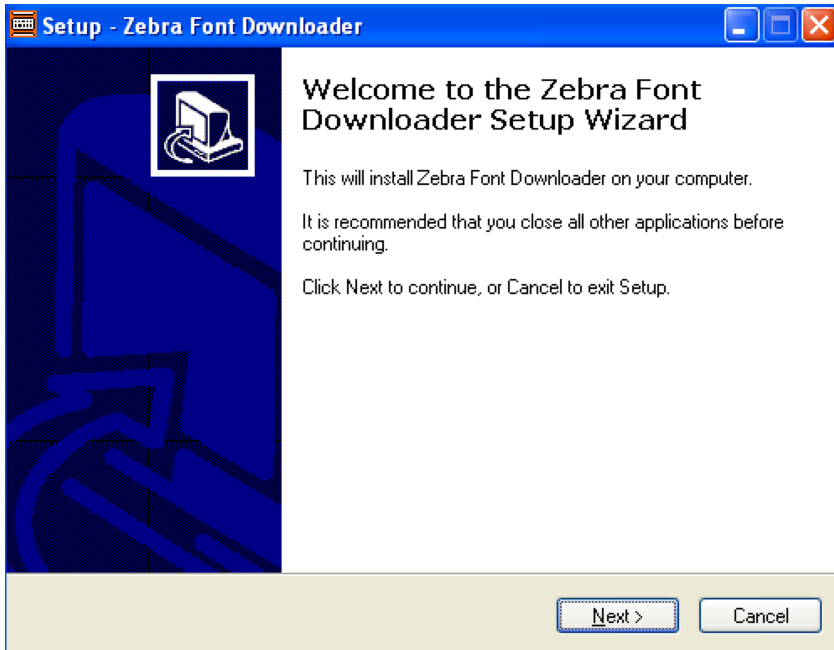 Setup - Zebra Font Downloader
Welcome to the Zebra Font
Downloader Setup Wizard
This will install Zebra Font Downloader on your computer.
It is recommended that you close all other applications before
continuing.
Click Next to continue, or Cancel to exit Setup.
Next >
Cancel